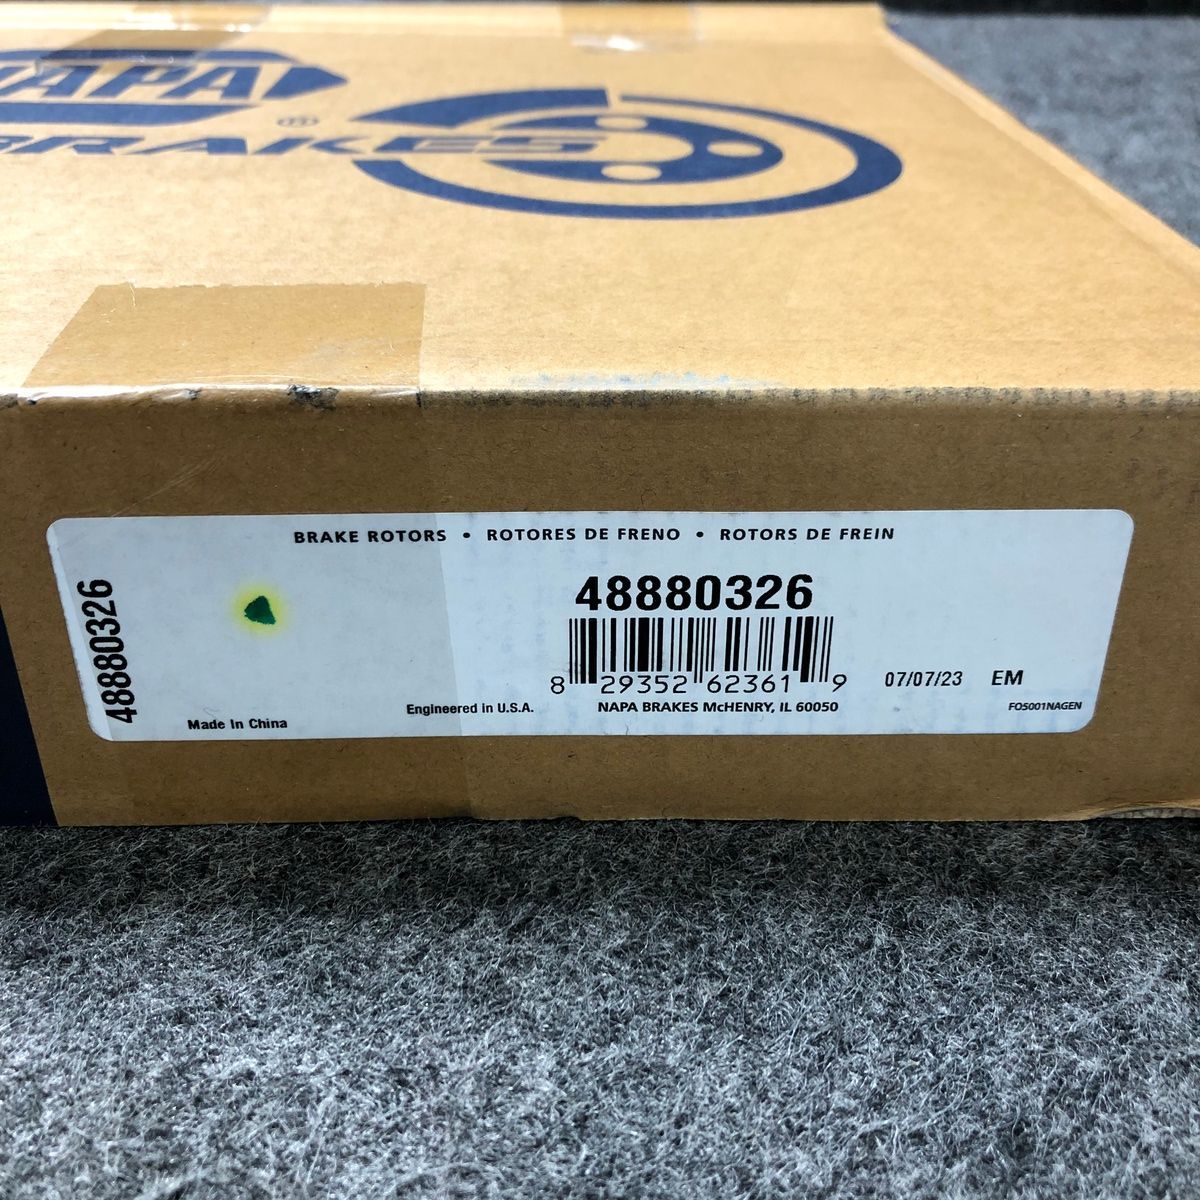 NAPA
®
BRAKES
BRAKE ROTORS • ROTORES DE FRENO • ROTORS DE FREIN
48880326
48880326
8 29352 62361 9
07/07/23 EM
Made In China
Engineered in U.S.A.
NAPA BRAKES McHENRY, IL 60050
FO5001NAGEN